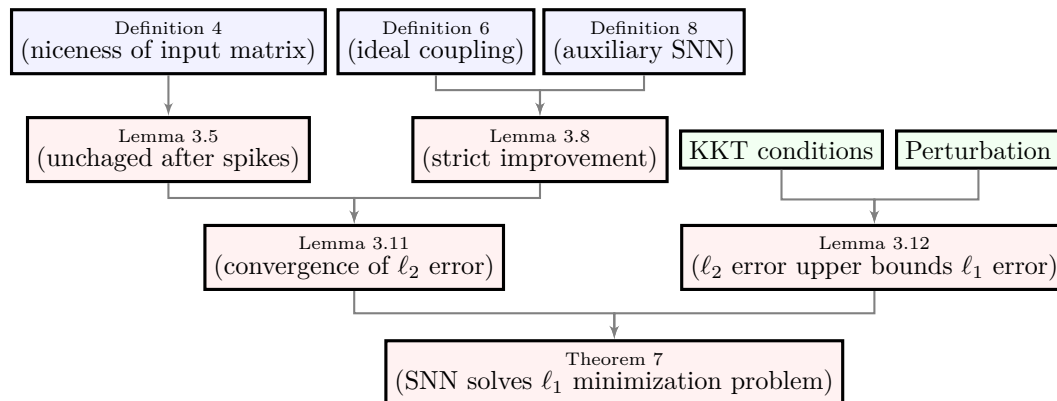 Definition 4
(niceness of input matrix)
Definition 6
(ideal coupling)
Definition 8
(auxiliary SNN)
Lemma 3.5
(unchaged after spikes)
Lemma 3.8
(strict improvement)
KKT conditions
Perturbation
Lemma 3.11
(convergence of ℓ₂ error)
Lemma 3.12
(ℓ₂ error upper bounds ℓ₁ error)
Theorem 7
(SNN solves ℓ₁ minimization problem)